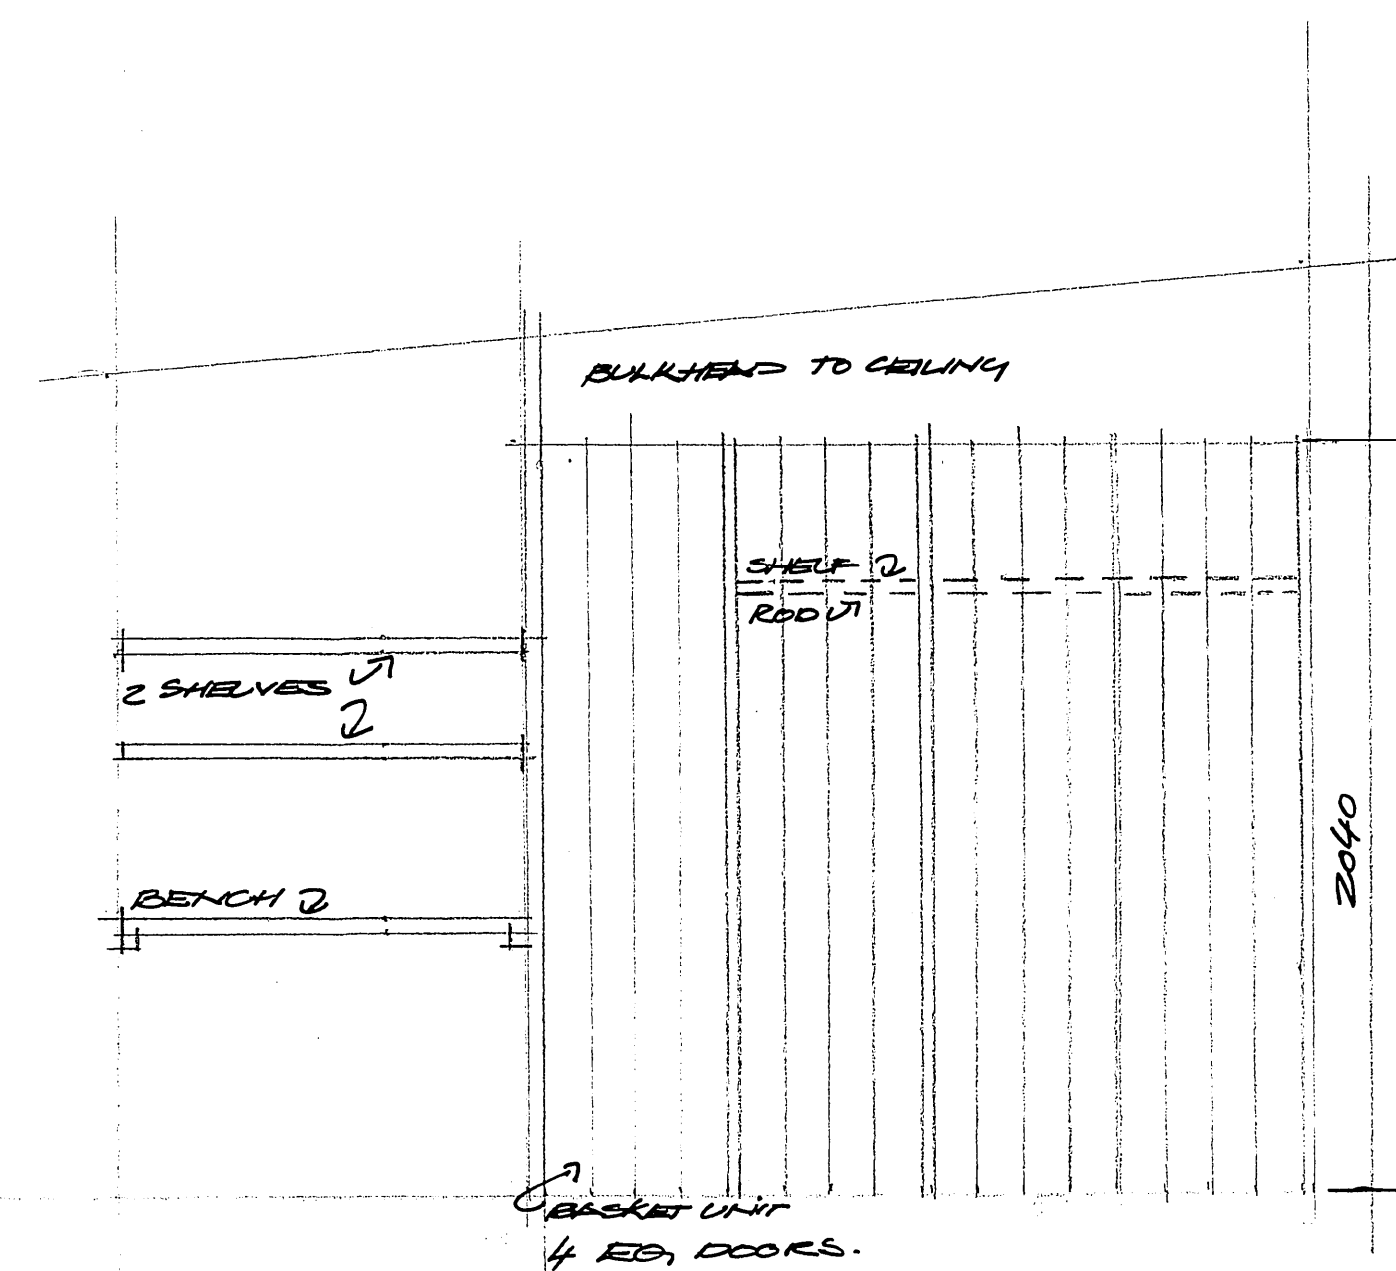 BULKHEAD TO CEILING
SHELF
ROD
2 SHELVES
BENCH
2040
BASKET UNIT
4 EQ, DOORS.